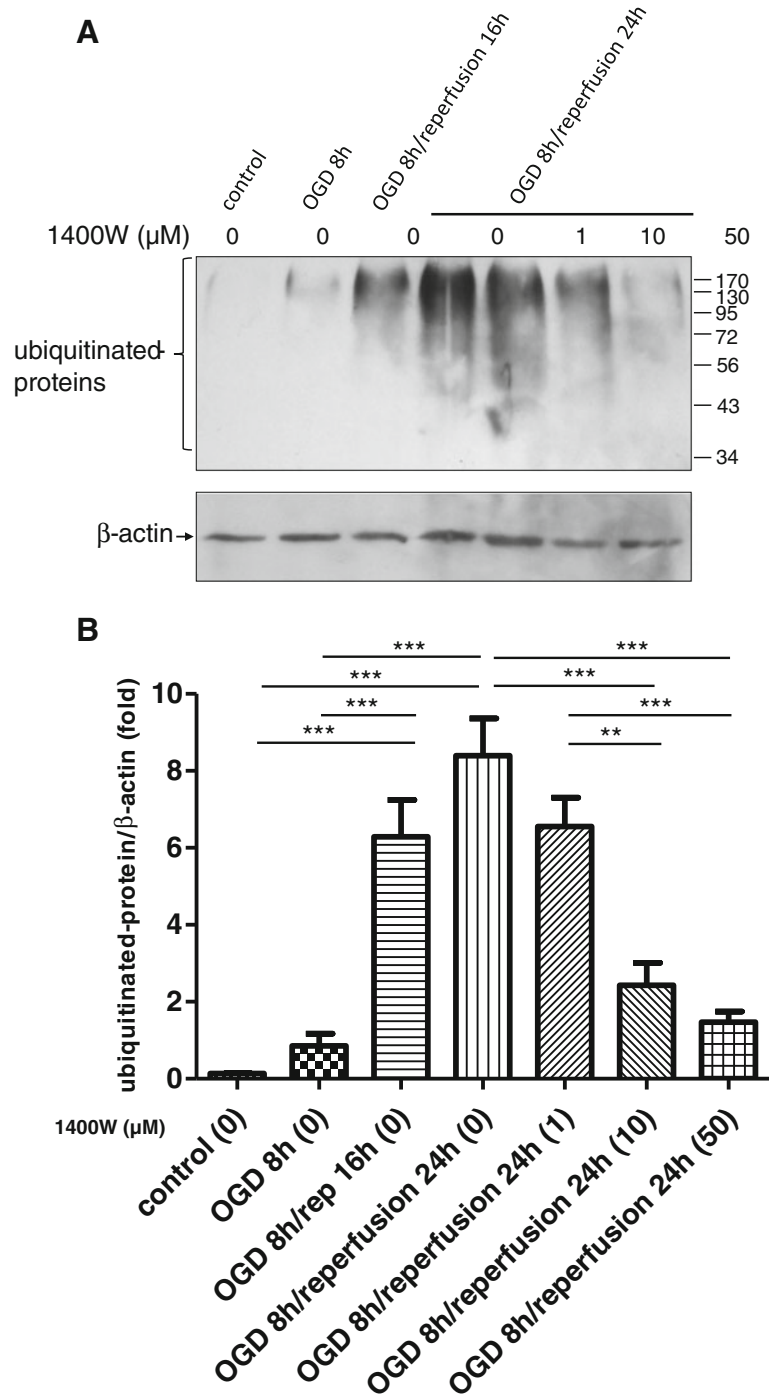 A
control
OGD 8h
OGD 8h/reperfusion 16h
OGD 8h/reperfusion 24h
1400W (μM) 0 0 0 0 1 10 50
ubiquitinated proteins
170
130
95
72
56
43
34
β-actin
B
*** ***
*** ***
*** ***
*** **
ubiquitinated-protein/β-actin (fold)
10
8
6
4
2
0
1400W (μM)
control (0)
OGD 8h (0)
OGD 8h/rep 16h (0)
OGD 8h/reperfusion 24h (0)
OGD 8h/reperfusion 24h (1)
OGD 8h/reperfusion 24h (10)
OGD 8h/reperfusion 24h (50)